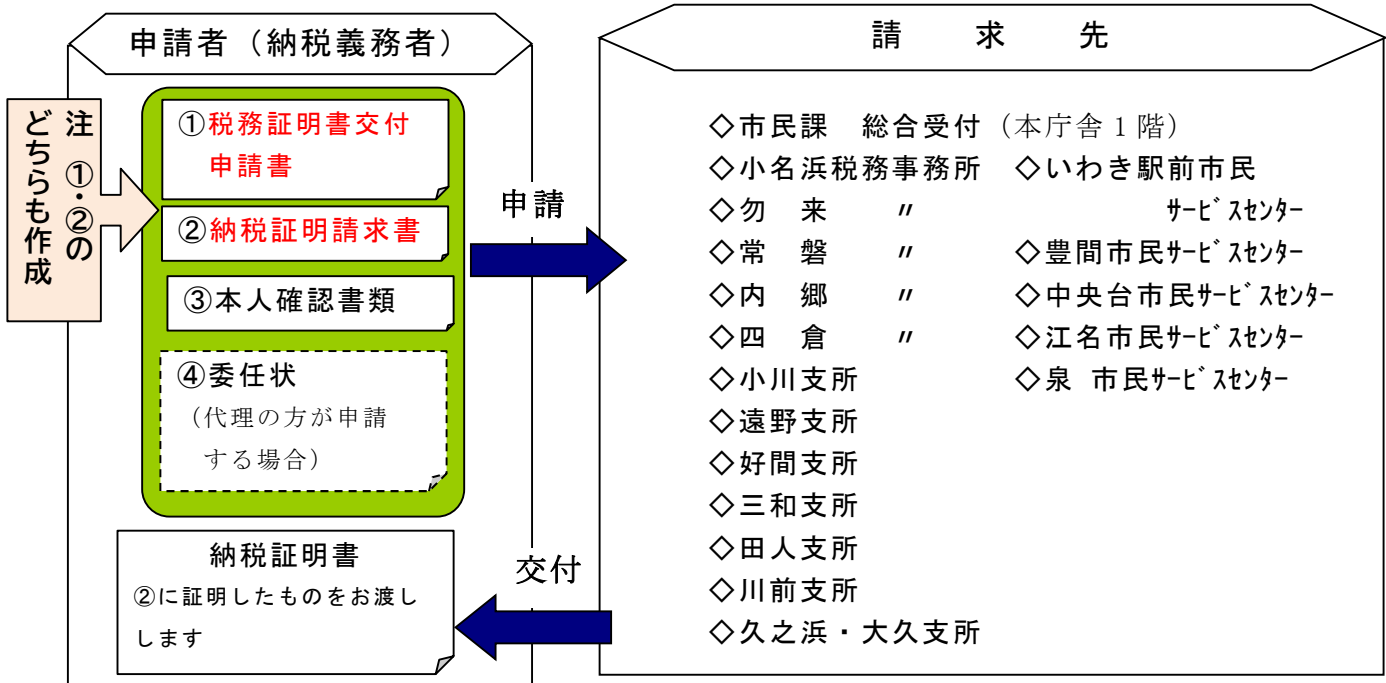 申請者（納税義務者）
注 ①・②の
どちらも作成
①税務証明書交付
申請書
②納税証明請求書
③本人確認書類
④委任状
（代理の方が申請
する場合）
申請
納税証明書
②に証明したものをお渡し
します
交付
請　求　先
◇市民課　総合受付（本庁舎１階）
◇小名浜税務事務所　◇いわき駅前市民
◇勿　来　　〃　　　　　　ｻｰﾋﾞｽｾﾝﾀｰ
◇常　磐　　〃　　◇豊間市民ｻｰﾋﾞｽｾﾝﾀｰ
◇内　郷　　〃　　◇中央台市民ｻｰﾋﾞｽｾﾝﾀｰ
◇四　倉　　〃　　◇江名市民ｻｰﾋﾞｽｾﾝﾀｰ
◇小川支所　　　　◇泉 市民ｻｰﾋﾞｽｾﾝﾀｰ
◇遠野支所
◇好間支所
◇三和支所
◇田人支所
◇川前支所
◇久之浜・大久支所